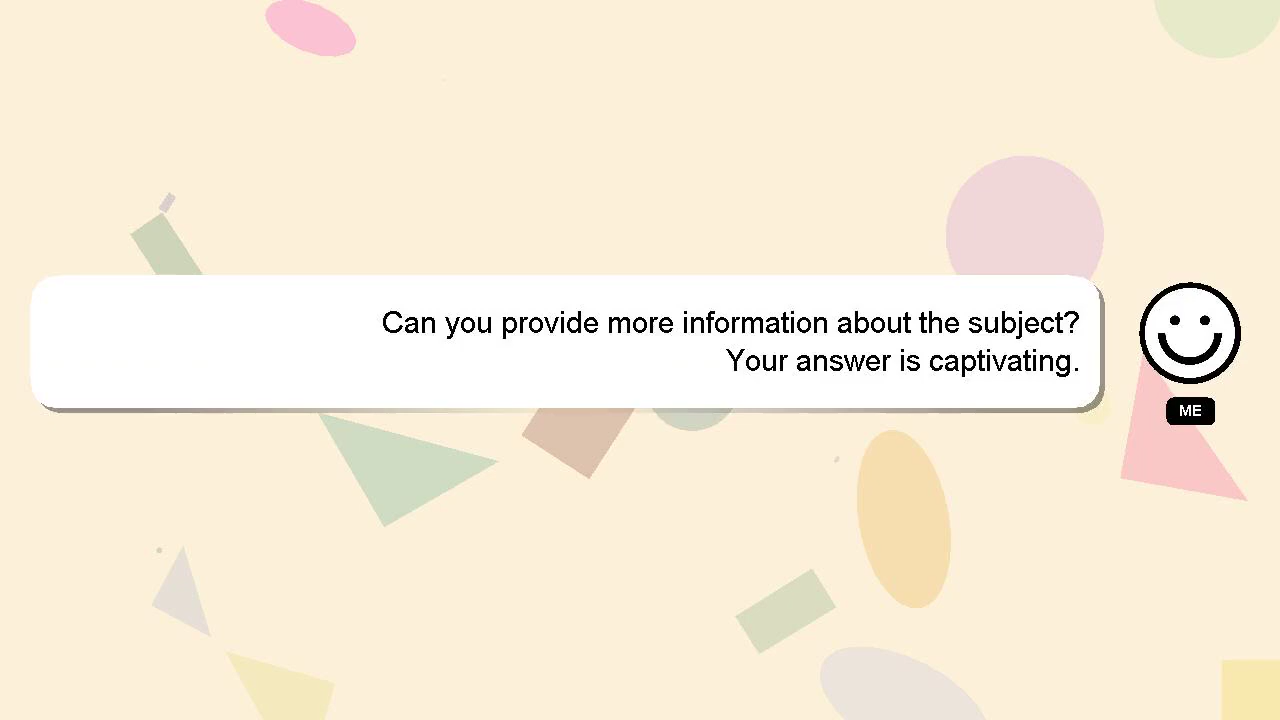 Can you provide more information about the subject?
Your answer is captivating.
ME